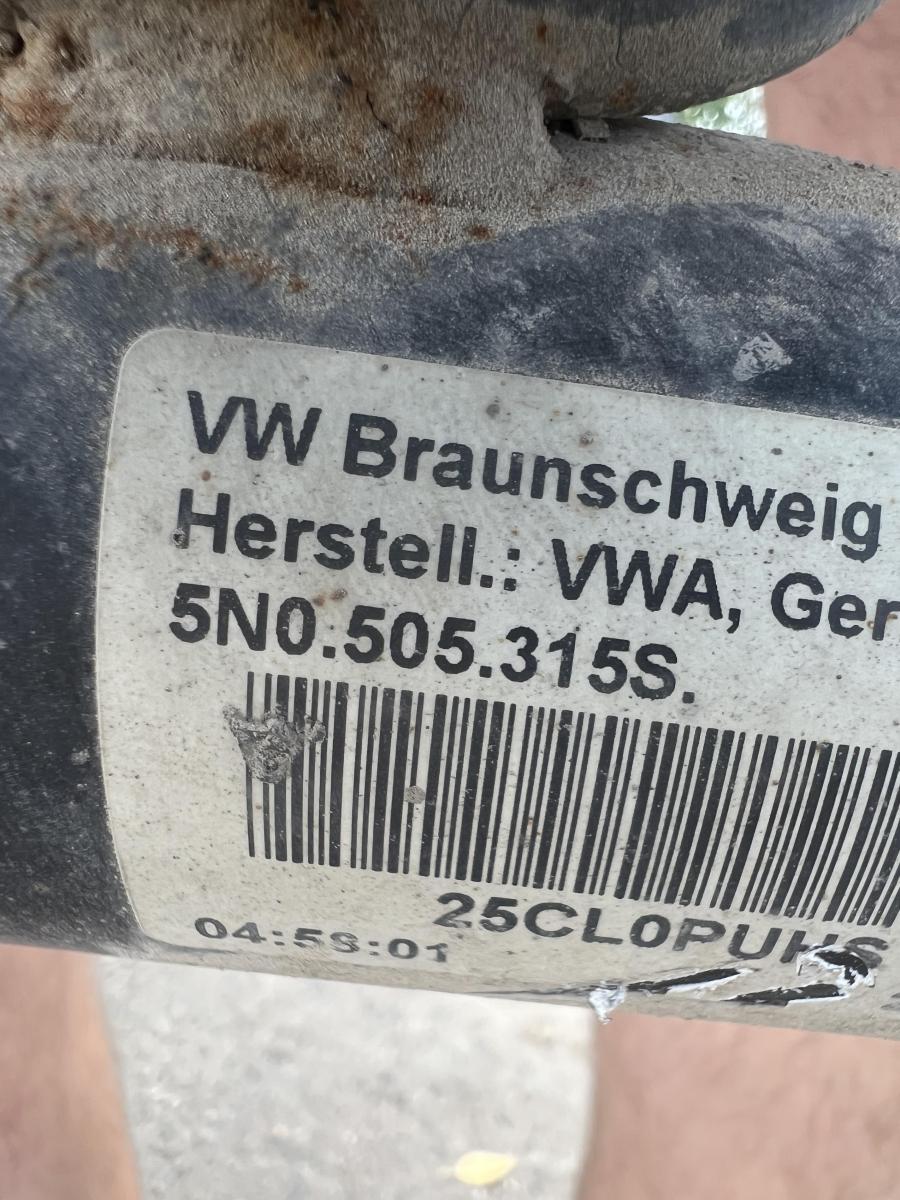 VW Braunschweig
Herstell.: VWA, Ger
5N0.505.315S.
25CL0PUHS
04:58:01